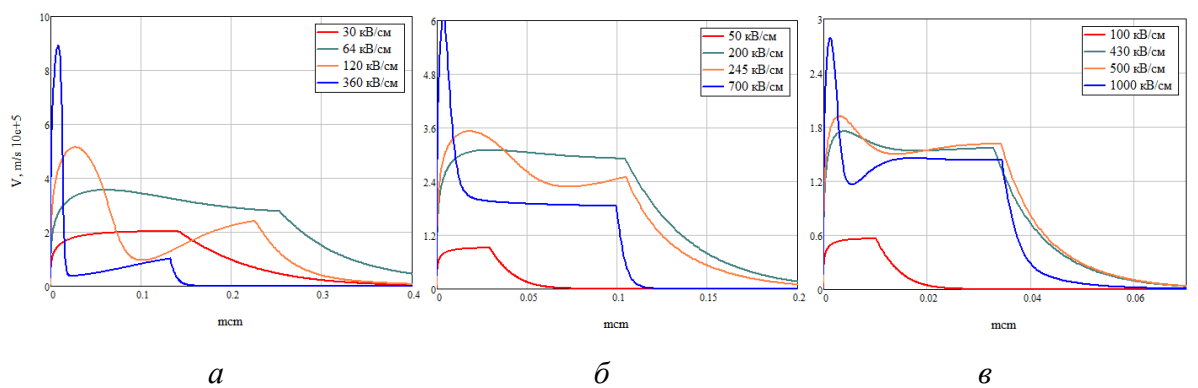 V, m/s 10e+5
10
8
6
4
2
0
0
0.1
0.2
0.3
0.4
mcm
30 кВ/см
64 кВ/см
120 кВ/см
360 кВ/см
а
6
4.8
3.6
2.4
1.2
0
0
0.05
0.1
0.15
0.2
mcm
50 кВ/см
200 кВ/см
245 кВ/см
700 кВ/см
б
3
2.4
1.8
1.2
0.6
0
0
0.02
0.04
0.06
mcm
100 кВ/см
430 кВ/см
500 кВ/см
1000 кВ/см
в